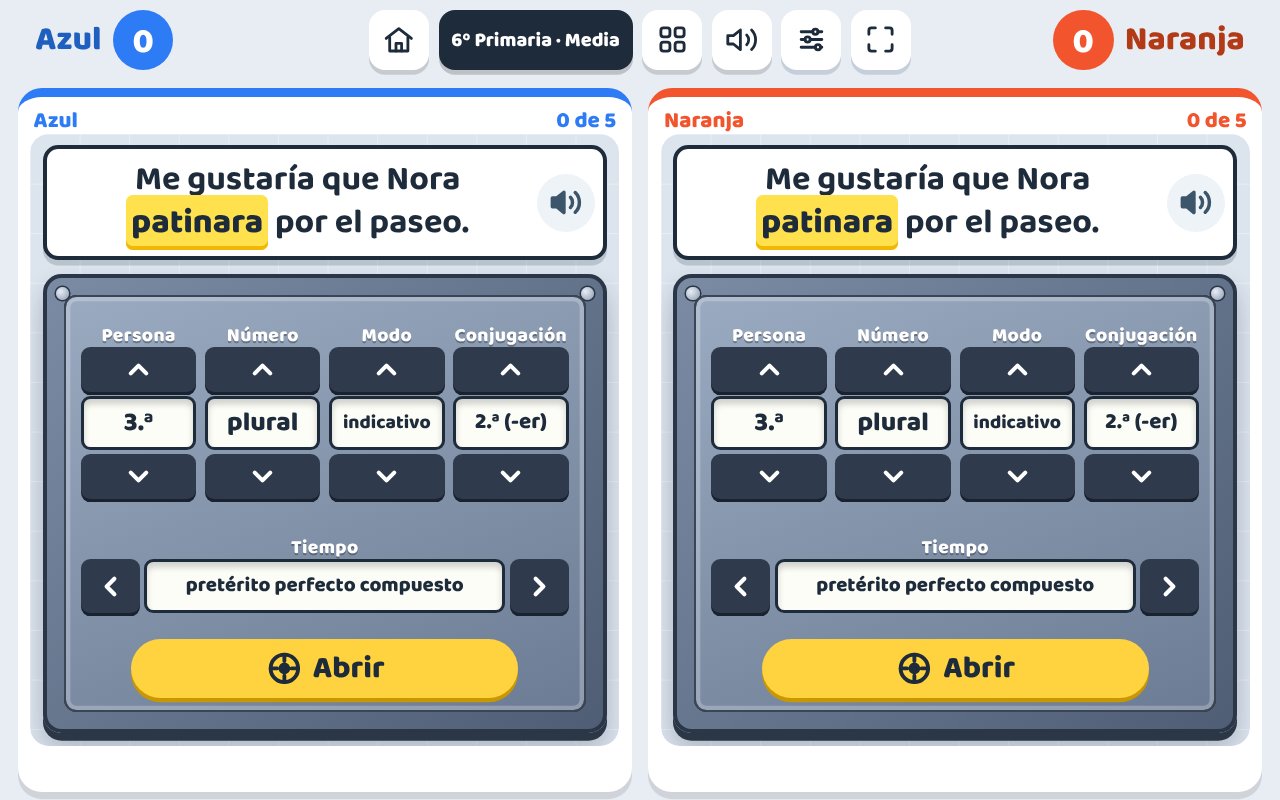 Azul 0
6º Primaria · Media
0 Naranja
Azul 0 de 5
Me gustaría que Nora
patinara por el paseo.
Persona Número Modo Conjugación
3.ª plural indicativo 2.ª (-er)
Tiempo
pretérito perfecto compuesto
Abrir
Naranja 0 de 5
Me gustaría que Nora
patinara por el paseo.
Persona Número Modo Conjugación
3.ª plural indicativo 2.ª (-er)
Tiempo
pretérito perfecto compuesto
Abrir